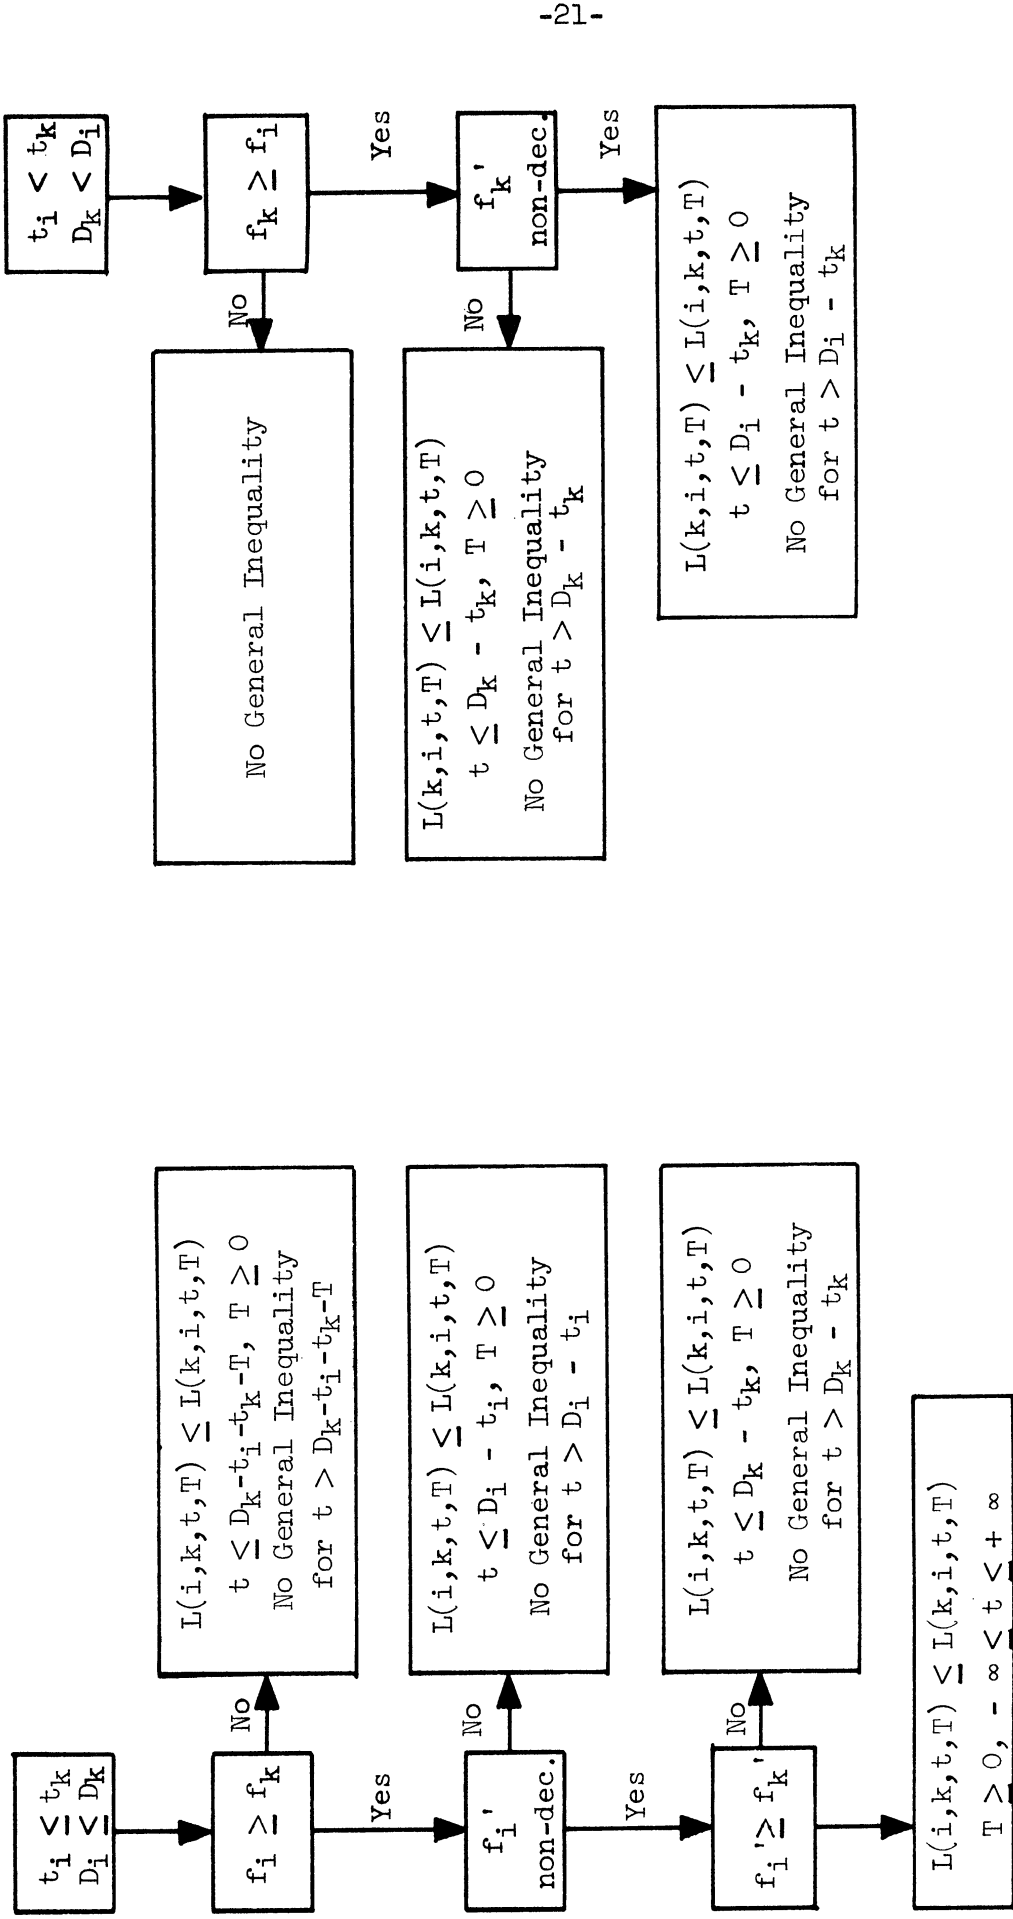 -21-
t_i ≤ t_k
D_i ≤ D_k
f_i ≥ f_k
No
L(i,k,t,T) ≤ L(k,i,t,T)
t ≤ D_k-t_i-t_k-T, T ≥ 0
No General Inequality
for t > D_k-t_i-t_k-T
Yes
f_i'
non-dec.
No
L(i,k,t,T) ≤ L(k,i,t,T)
t ≤ D_i - t_i, T ≥ 0
No General Inequality
for t > D_i - t_i
Yes
f_i' ≥ f_k'
No
L(i,k,t,T) ≤ L(k,i,t,T)
t ≤ D_k - t_k, T ≥ 0
No General Inequality
for t > D_k - t_k
L(i,k,t,T) ≤ L(k,i,t,T)
T ≥ 0, - ∞ ≤ t ≤ + ∞
t_i < t_k
D_k < D_i
f_k ≥ f_i
No
No General Inequality
Yes
f_k'
non-dec.
No
L(k,i,t,T) ≤ L(i,k,t,T)
t ≤ D_k - t_k, T ≥ 0
No General Inequality
for t > D_k - t_k
Yes
L(k,i,t,T) ≤ L(i,k,t,T)
t ≤ D_i - t_k, T ≥ 0
No General Inequality
for t > D_i - t_k